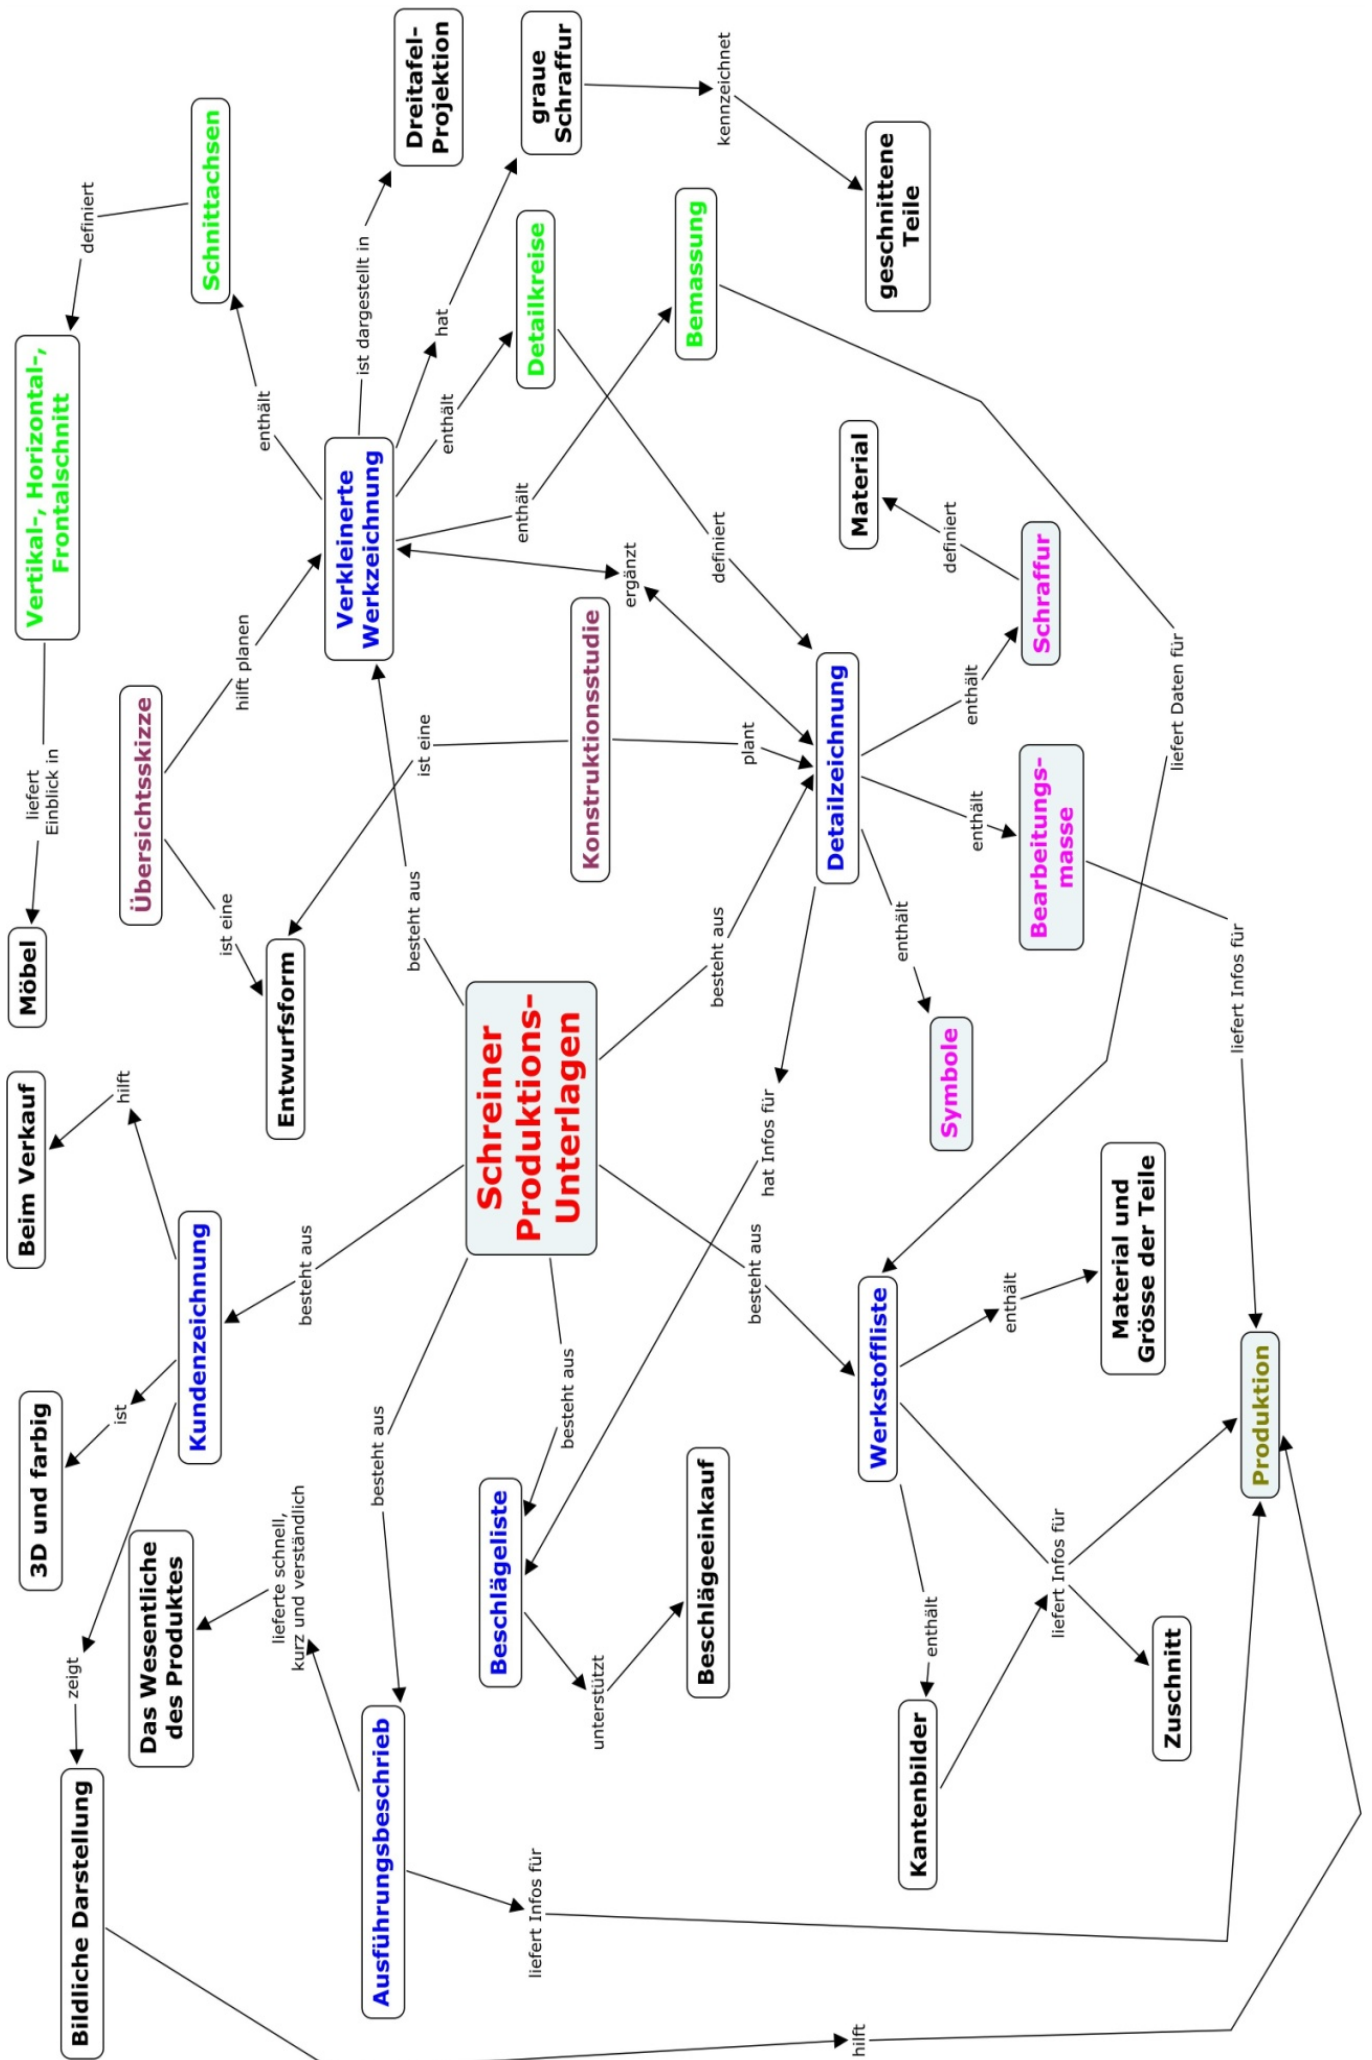 Bildliche Darstellung
zeigt
3D und farbig
ist
Beim Verkauf
hilft
Möbel
liefert
Einblick in
Vertikal-, Horizontal-,
Frontalschnitt
definiert
Das Wesentliche
des Produktes
Kundenzeichnung
Übersichtsskizze
Schnittachsen
ist eine
hilft planen
enthält
lieferte schnell,
kurz und verständlich
besteht aus
Entwurfsform
Ausführungsbeschrieb
besteht aus
besteht aus
ist eine
Verkleinerte
Werkzeichnung
ist dargestellt in
Dreitafel-
Projektion
hat
enthält
Beschlägeliste
Schreiner
Produktions-
Unterlagen
enthält
Detailkreise
graue
Schraffur
liefert Infos für
besteht aus
Konstruktionsstudie
ergänzt
unterstützt
Beschlägeeinkauf
besteht aus
plant
definiert
Bemassung
kennzeichnet
besteht aus
hat Infos für
Detailzeichnung
Material
hilft
Werkstoffliste
geschnittene
Teile
Kantenbilder
enthält
enthält
Symbole
enthält
enthält
definiert
enthält
liefert Infos für
Bearbeitungs-
masse
Schraffur
Material und
Grösse der Teile
Zuschnitt
liefert Daten für
Produktion
liefert Infos für